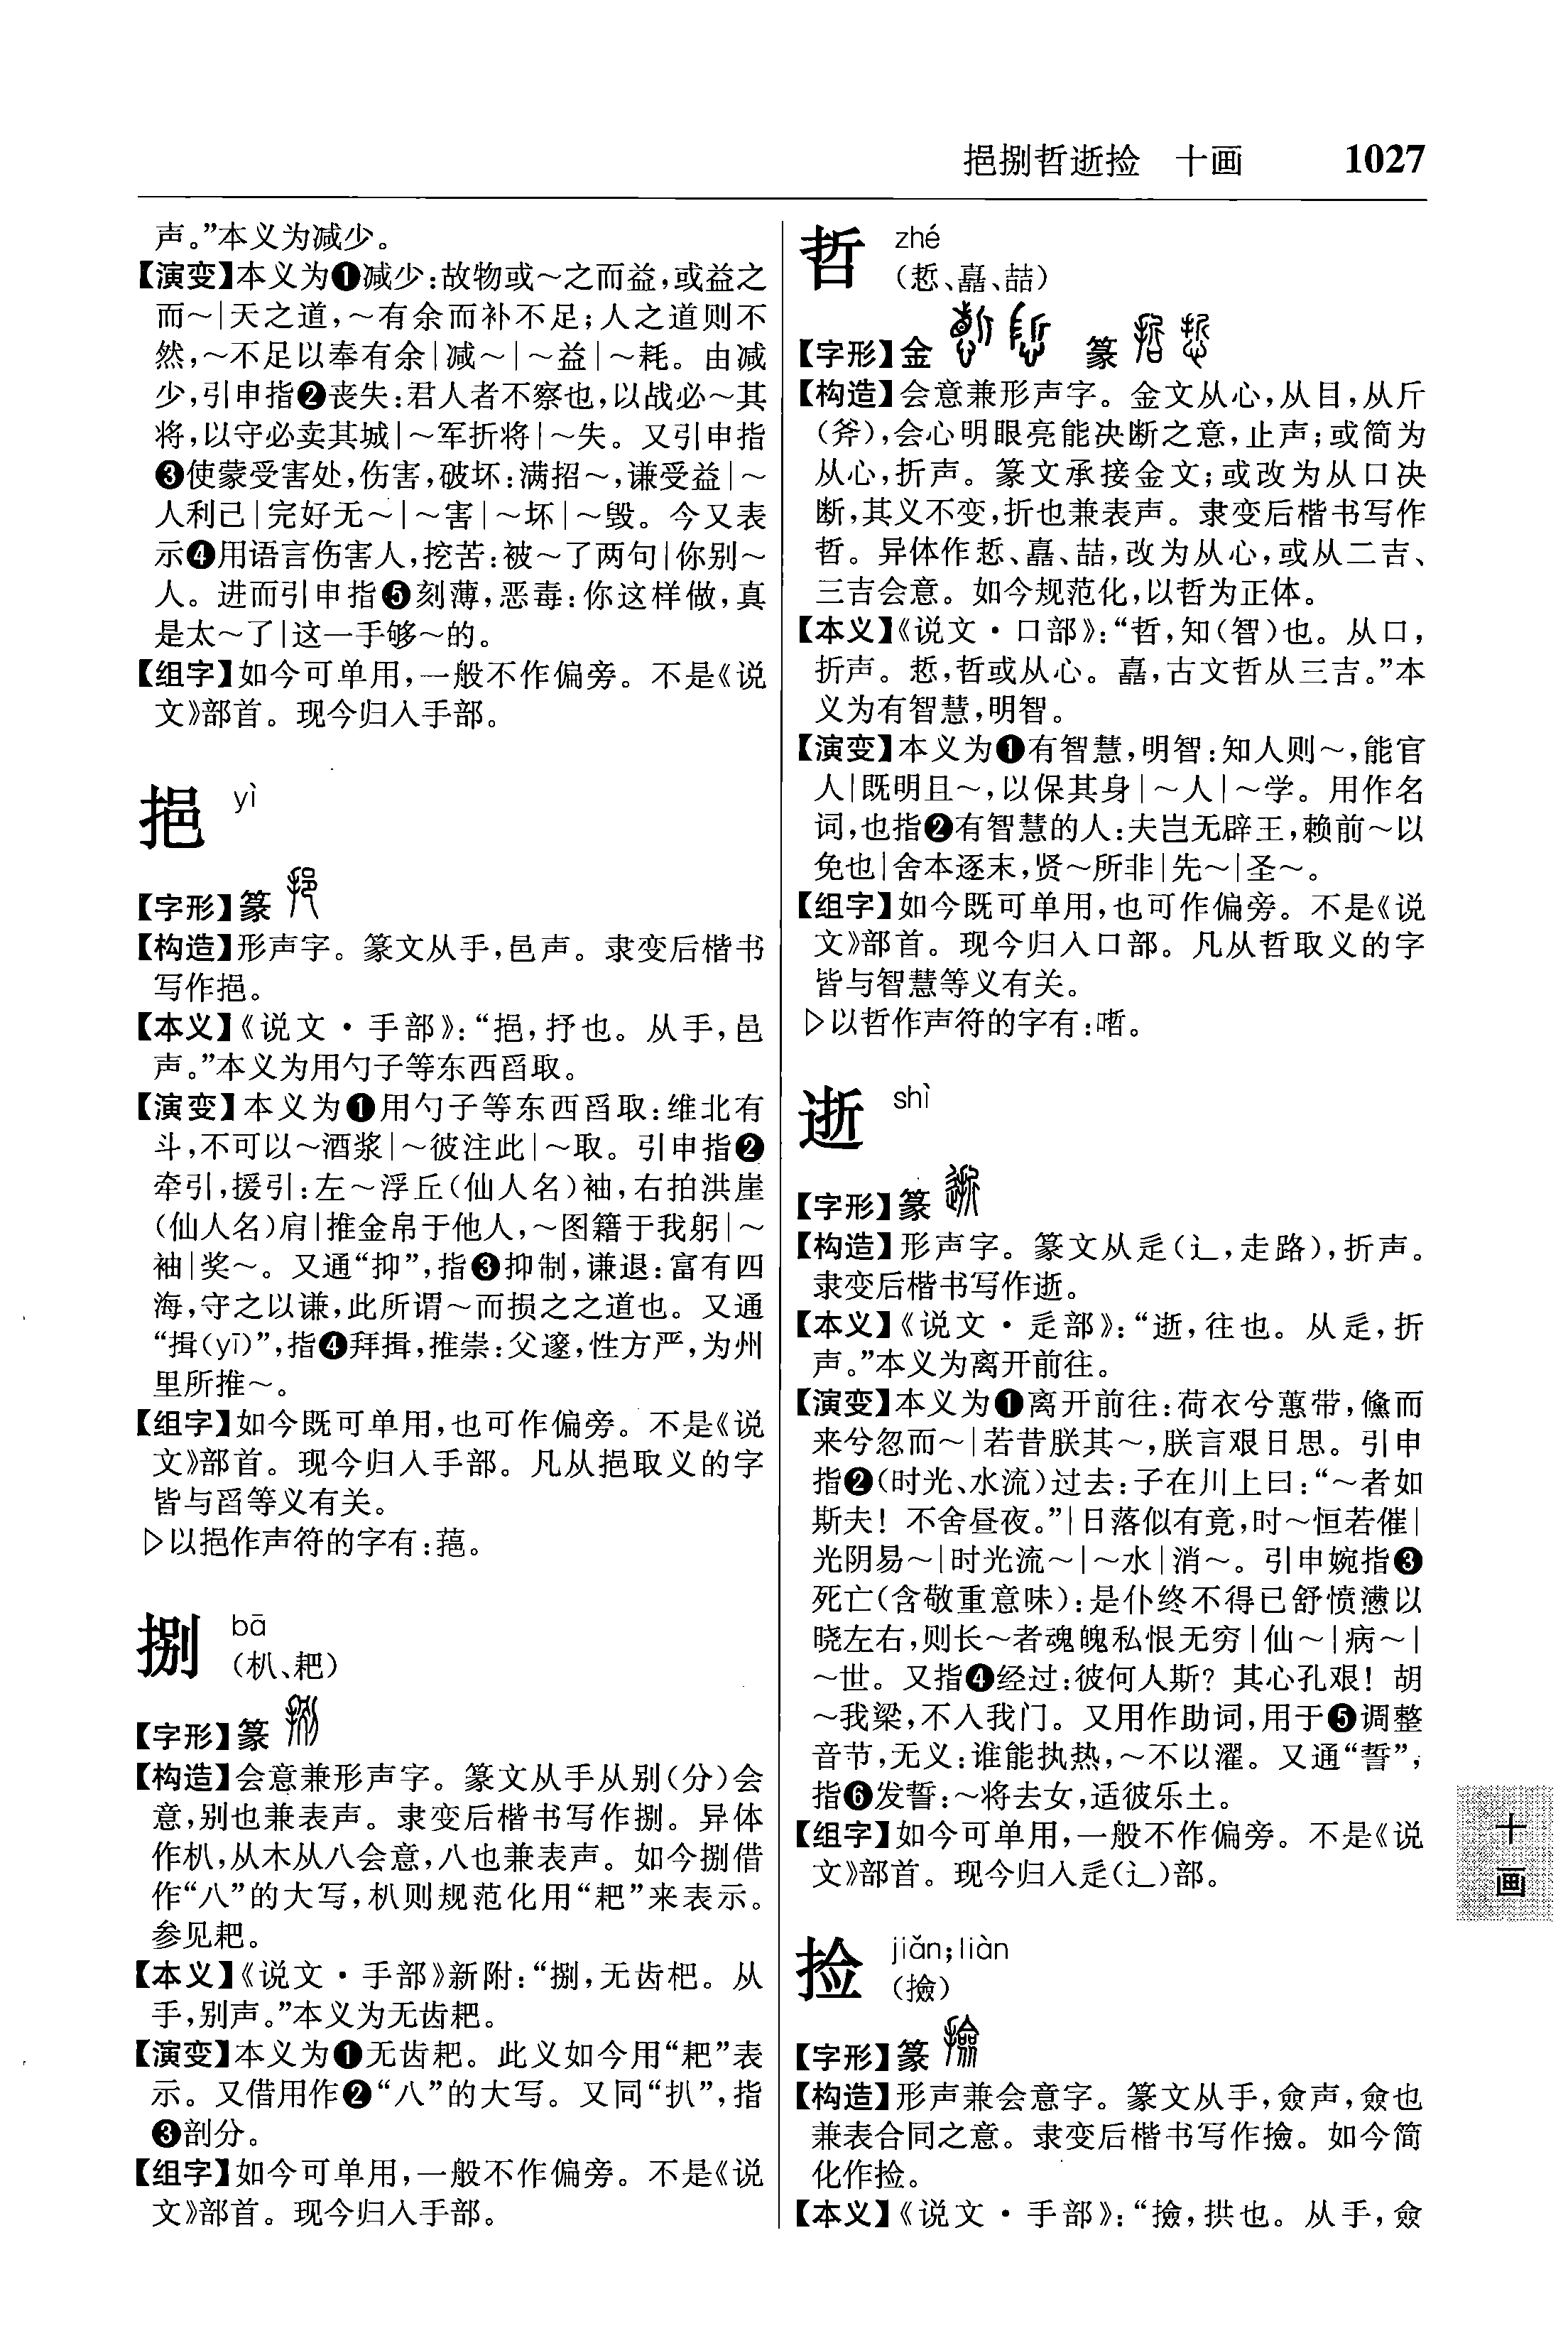 挹捌哲逝捡　十画　1027
声。”本义为减少。
【演变】本义为❶减少:故物或～之而益,或益之
而～|天之道,～有余而补不足;人之道则不
然,～不足以奉有余|减～|～益|～耗。由减
少,引申指❷丧失:君人者不察也,以战必～其
将,以守必卖其城|～军折将|～失。又引申指
❸使蒙受害处,伤害,破坏:满招～,谦受益|～
人利己|完好无～|～害|～坏|～毁。今又表
示❹用语言伤害人,挖苦:被～了两句|你别～
人。进而引申指❺刻薄,恶毒:你这样做,真
是太～了|这一手够～的。
【组字】如今可单用,一般不作偏旁。不是《说
文》部首。现今归入手部。
挹 yì
【字形】篆
【构造】形声字。篆文从手,邑声。隶变后楷书
写作挹。
【本义】《说文·手部》:“挹,抒也。从手,邑
声。”本义为用勺子等东西舀取。
【演变】本义为❶用勺子等东西舀取:维北有
斗,不可以～酒浆|～彼注此|～取。引申指❷
牵引,援引:左～浮丘(仙人名)袖,右拍洪崖
(仙人名)肩|推金帛于他人,～图籍于我躬|～
袖|奖～。又通“抑”,指❸抑制,谦退:富有四
海,守之以谦,此所谓～而损之之道也。又通
“揖(yī)”,指❹拜揖,推崇:父邃,性方严,为州
里所推～。
【组字】如今既可单用,也可作偏旁。不是《说
文》部首。现今归入手部。凡从挹取义的字
皆与舀等义有关。
▷以挹作声符的字有:𦯞。
捌 bā
(朳、耙)
【字形】篆
【构造】会意兼形声字。篆文从手从别(分)会
意,别也兼表声。隶变后楷书写作捌。异体
作朳,从木从八会意,八也兼表声。如今捌借
作“八”的大写,朳则规范化用“耙”来表示。
参见耙。
【本义】《说文·手部》新附:“捌,无齿杷。从
手,别声。”本义为无齿耙。
【演变】本义为❶无齿耙。此义如今用“耙”表
示。又借用作❷“八”的大写。又同“扒”,指
❸剖分。
【组字】如今可单用,一般不作偏旁。不是《说
文》部首。现今归入手部。
哲 zhé
(悊、嚞、喆)
【字形】金 篆
【构造】会意兼形声字。金文从心,从目,从斤
(斧),会心明眼亮能决断之意,止声;或简为
从心,折声。篆文承接金文;或改为从口决
断,其义不变,折也兼表声。隶变后楷书写作
哲。异体作悊、嚞、喆,改为从心,或从二吉、
三吉会意。如今规范化,以哲为正体。
【本义】《说文·口部》:“哲,知(智)也。从口,
折声。悊,哲或从心。嚞,古文哲从三吉。”本
义为有智慧,明智。
【演变】本义为❶有智慧,明智:知人则～,能官
人|既明且～,以保其身|～人|～学。用作名
词,也指❷有智慧的人:夫岂无辟王,赖前～以
免也|舍本逐末,贤～所非|先～|圣～。
【组字】如今既可单用,也可作偏旁。不是《说
文》部首。现今归入口部。凡从哲取义的字
皆与智慧等义有关。
▷以哲作声符的字有:嚞。
逝 shì
【字形】篆
【构造】形声字。篆文从辵(辶,走路),折声。
隶变后楷书写作逝。
【本义】《说文·辵部》:“逝,往也。从辵,折
声。”本义为离开前往。
【演变】本义为❶离开前往:荷衣兮蕙带,儵而
来兮忽而～|若昔朕其～,朕言艰日思。引申
指❷(时光、水流)过去:子在川上曰:“～者如
斯夫！不舍昼夜。”|日落似有竟,时～恒若催|
光阴易～|时光流～|～水|消～。引申婉指❸
死亡(含敬重意味):是仆终不得已舒愤懑以
晓左右,则长～者魂魄私恨无穷|仙～|病～|
～世。又指❹经过:彼何人斯？其心孔艰！胡
～我梁,不入我门。又用作助词,用于❺调整
音节,无义:谁能执热,～不以濯。又通“誓”,
指❻发誓:～将去女,适彼乐土。
【组字】如今可单用,一般不作偏旁。不是《说
文》部首。现今归入辵(辶)部。
捡 jiǎn;liàn
(撿)
【字形】篆
【构造】形声兼会意字。篆文从手,僉声,僉也
兼表合同之意。隶变后楷书写作撿。如今简
化作捡。
【本义】《说文·手部》:“撿,拱也。从手,僉
十画